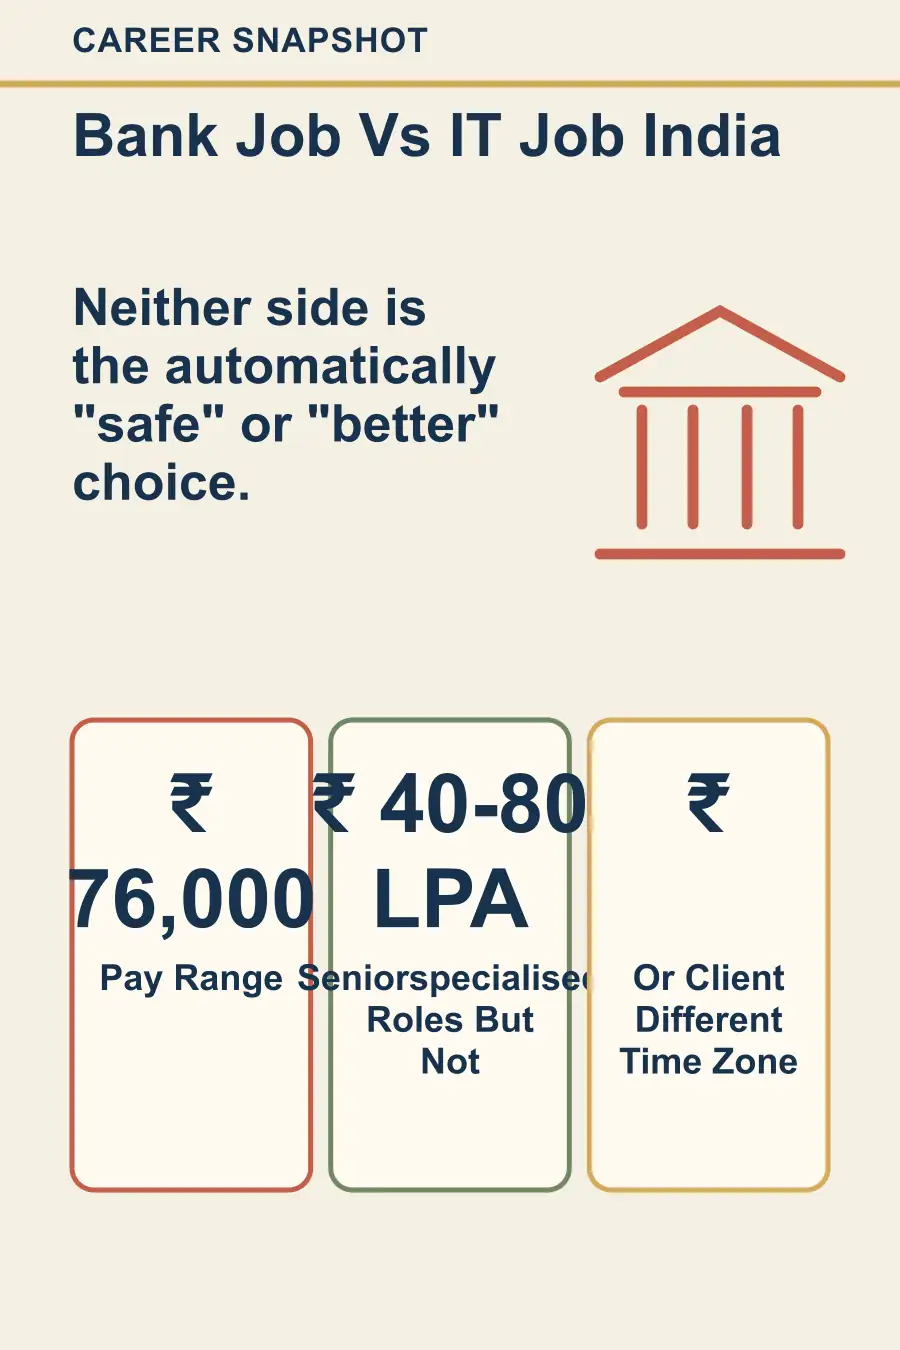 CAREER SNAPSHOT
Bank Job Vs IT Job India
Neither side is
the automatically
"safe" or "better"
choice.
₹
76,000
Pay Range
₹ 40-80
LPA
Seniorspecialised
Roles But
Not
₹
Or Client
Different
Time Zone